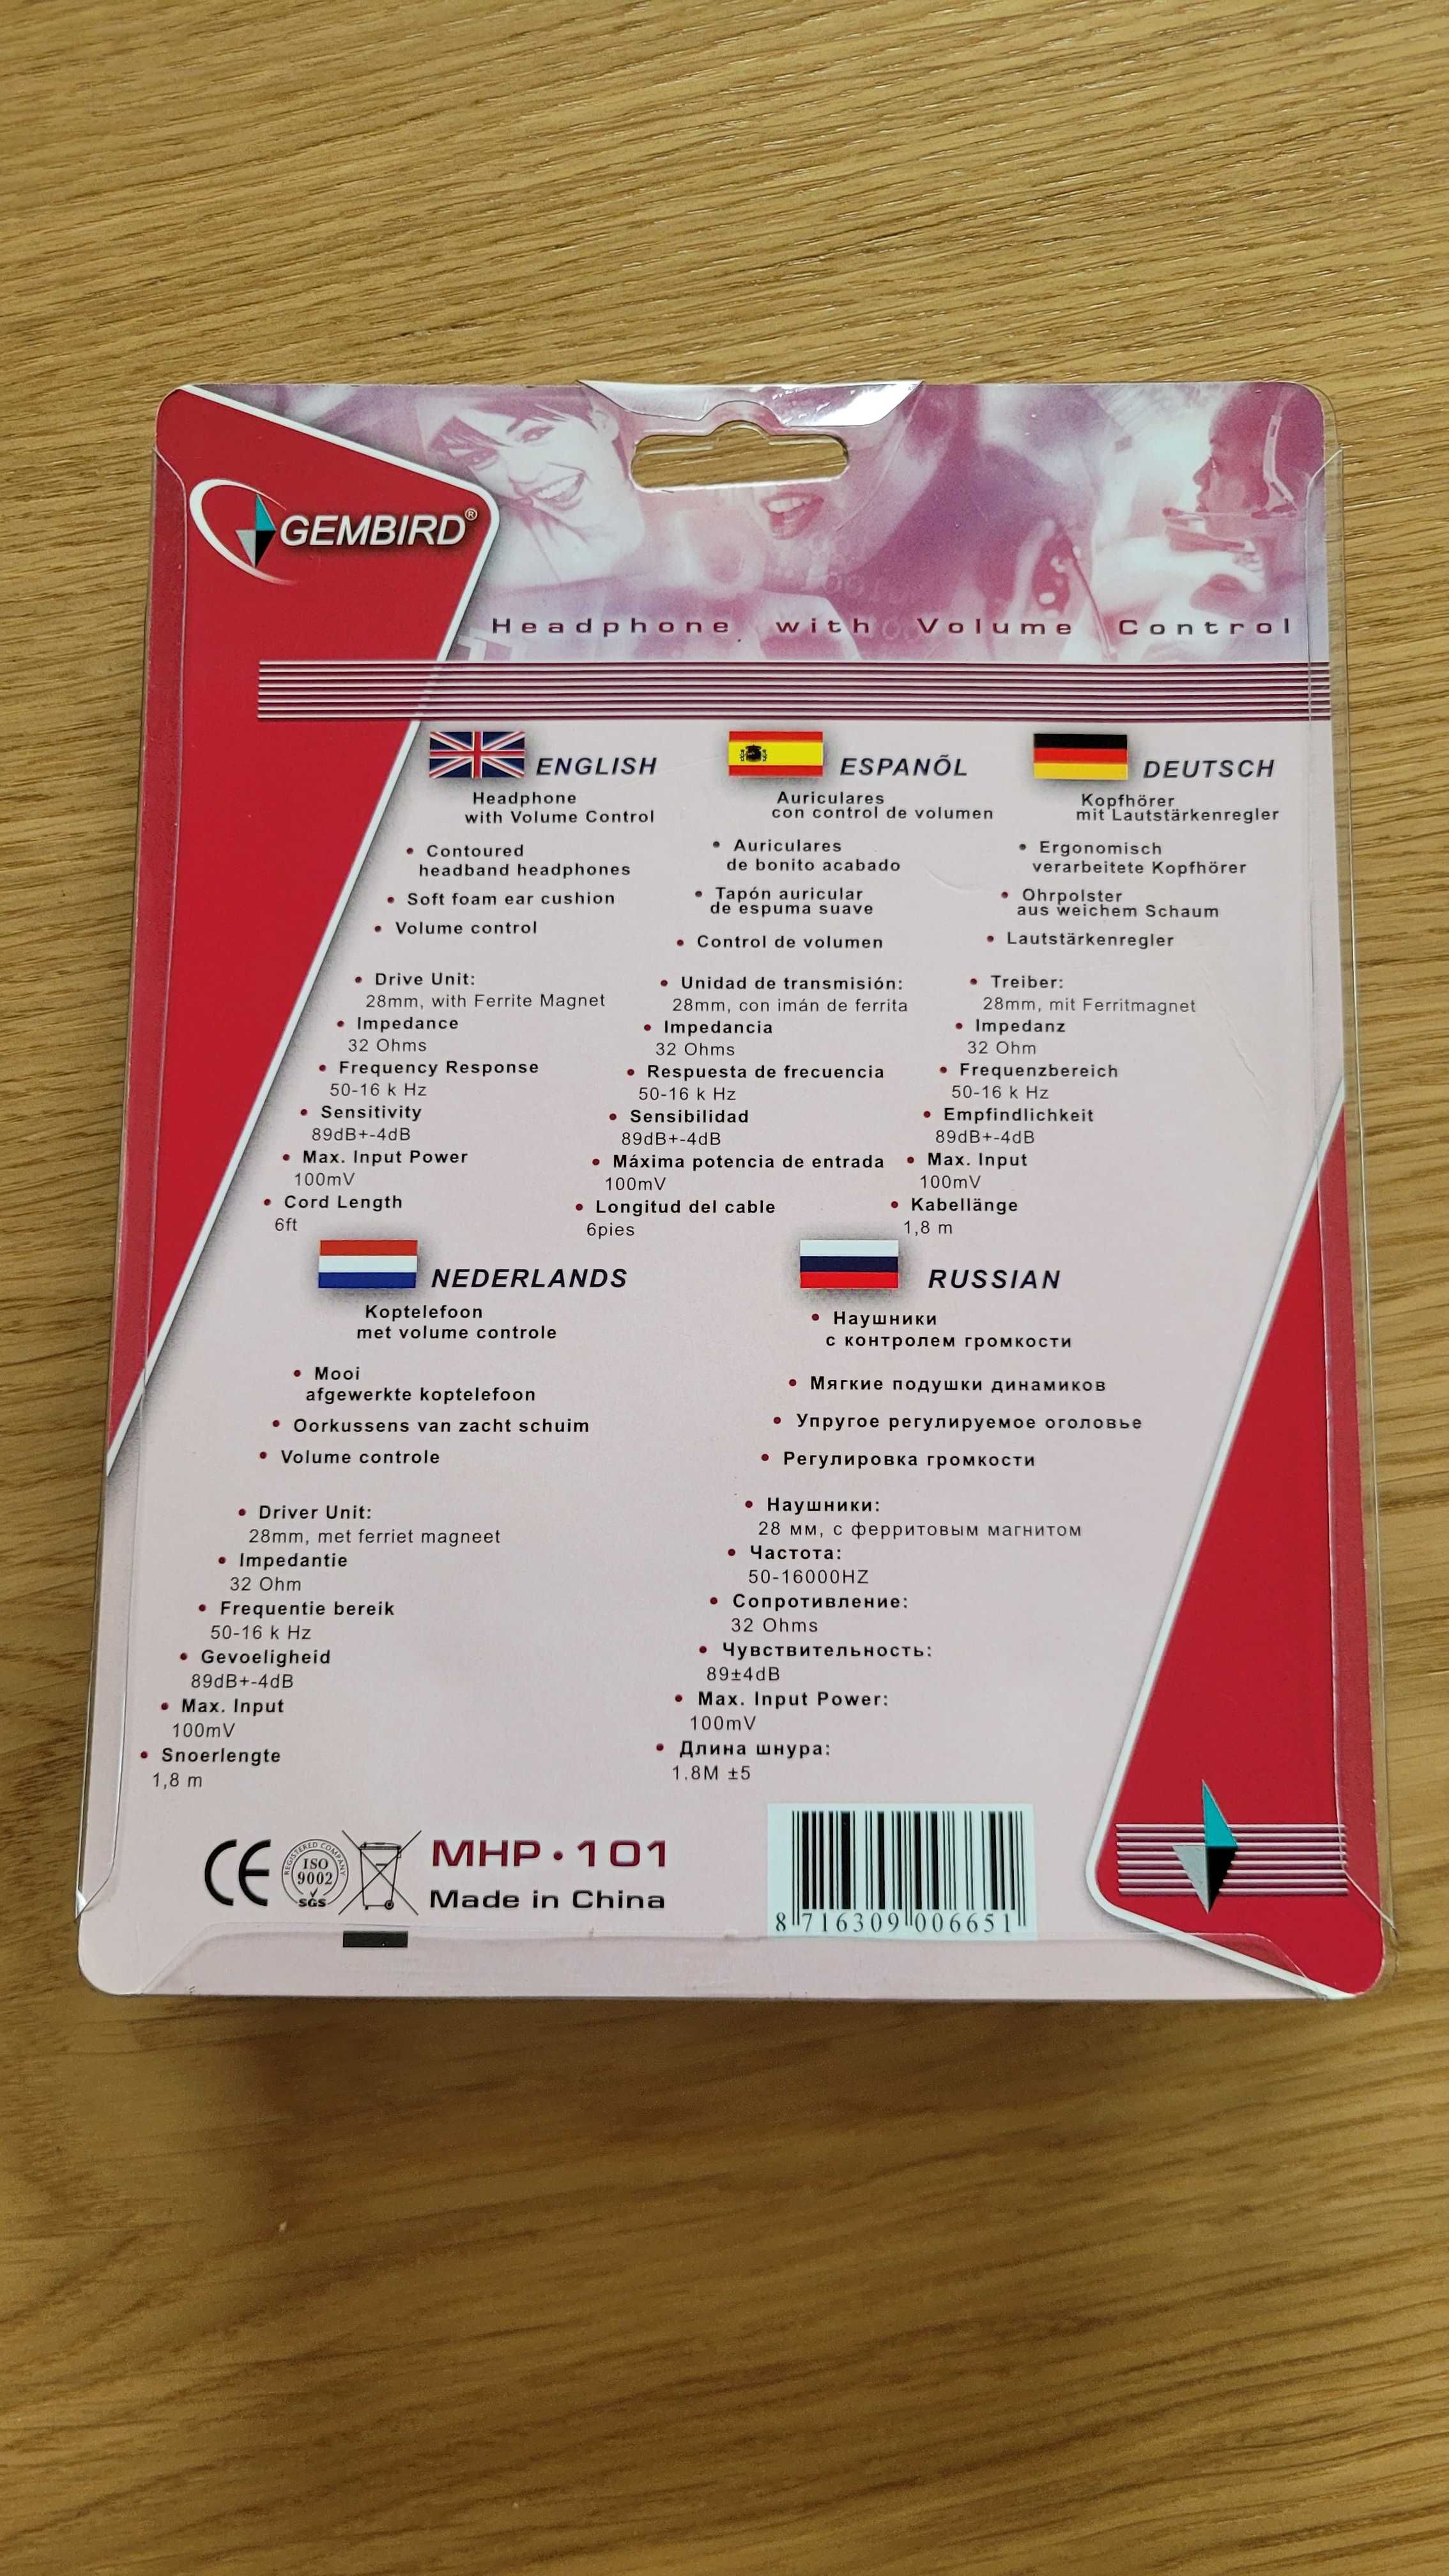 GEMBIRD®
Headphone with Volume Control
ENGLISH
Headphone
with Volume Control
• Contoured
headband headphones
• Soft foam ear cushion
• Volume control
• Drive Unit:
28mm, with Ferrite Magnet
• Impedance
32 Ohms
• Frequency Response
50-16 k Hz
• Sensitivity
89dB+-4dB
• Max. Input Power
100mV
• Cord Length
6ft
ESPANÕL
Auriculares
con control de volumen
• Auriculares
de bonito acabado
• Tapón auricular
de espuma suave
• Control de volumen
• Unidad de transmisión:
28mm, con imán de ferrita
• Impedancia
32 Ohms
• Respuesta de frecuencia
50-16 k Hz
• Sensibilidad
89dB+-4dB
• Máxima potencia de entrada
100mV
• Longitud del cable
6pies
DEUTSCH
Kopfhörer
mit Lautstärkenregler
• Ergonomisch
verarbeitete Kopfhörer
• Ohrpolster
aus weichem Schaum
• Lautstärkenregler
• Treiber:
28mm, mit Ferritmagnet
• Impedanz
32 Ohm
• Frequenzbereich
50-16 k Hz
• Empfindlichkeit
89dB+-4dB
• Max. Input
100mV
• Kabellänge
1,8 m
NEDERLANDS
Koptelefoon
met volume controle
• Mooi
afgewerkte koptelefoon
• Oorkussens van zacht schuim
• Volume controle
• Driver Unit:
28mm, met ferriet magneet
• Impedantie
32 Ohm
• Frequentie bereik
50-16 k Hz
• Gevoeligheid
89dB+-4dB
• Max. Input
100mV
• Snoerlengte
1,8 m
RUSSIAN
• Наушники
с контролем громкости
• Мягкие подушки динамиков
• Упругое регулируемое оголовье
• Регулировка громкости
• Наушники:
28 мм, с ферритовым магнитом
• Частота:
50-16000HZ
• Сопротивление:
32 Ohms
• Чувствительность:
89±4dB
• Max. Input Power:
100mV
• Длина шнура:
1.8М ±5
CE
REGISTERED COMPANY
ISO
9002
SGS
MHP•101
Made in China
8 716309 006651